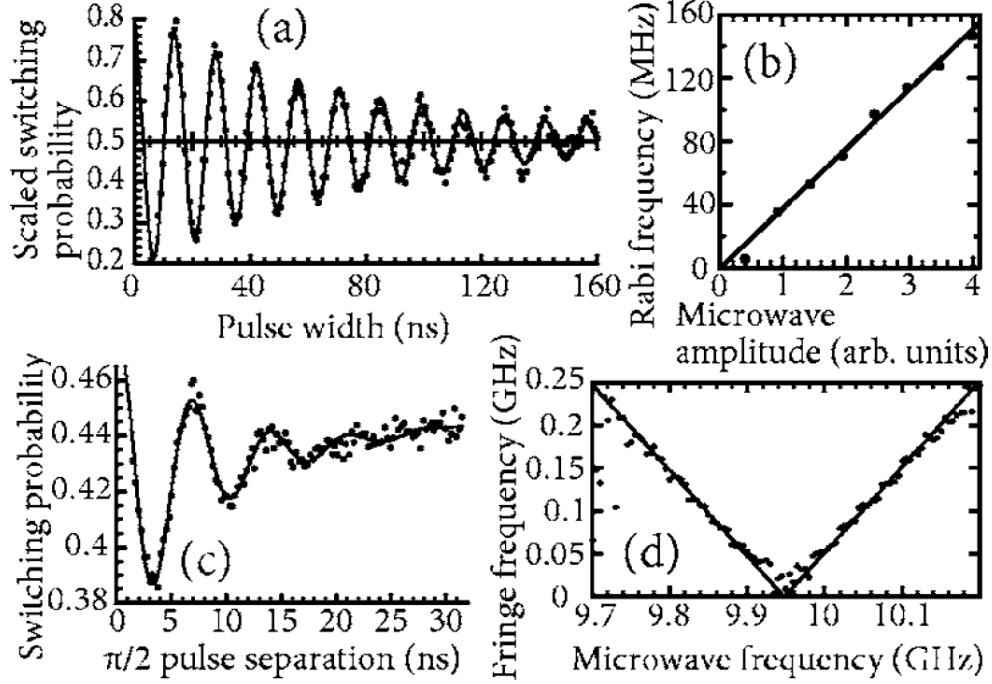 (a)
Scaled switching
probability
0.8
0.7
0.6
0.5
0.4
0.3
0.2
0 40 80 120 160
Pulse width (ns)
(b)
Rabi frequency (MHz)
160
120
80
40
0
0 1 2 3 4
Microwave
amplitude (arb. units)
(c)
Switching probability
0.46
0.44
0.42
0.4
0.38
0 5 10 15 20 25 30
π/2 pulse separation (ns)
(d)
Fringe frequency (GHz)
0.25
0.2
0.15
0.1
0.05
0
9.7 9.8 9.9 10 10.1
Microwave frequency (GHz)